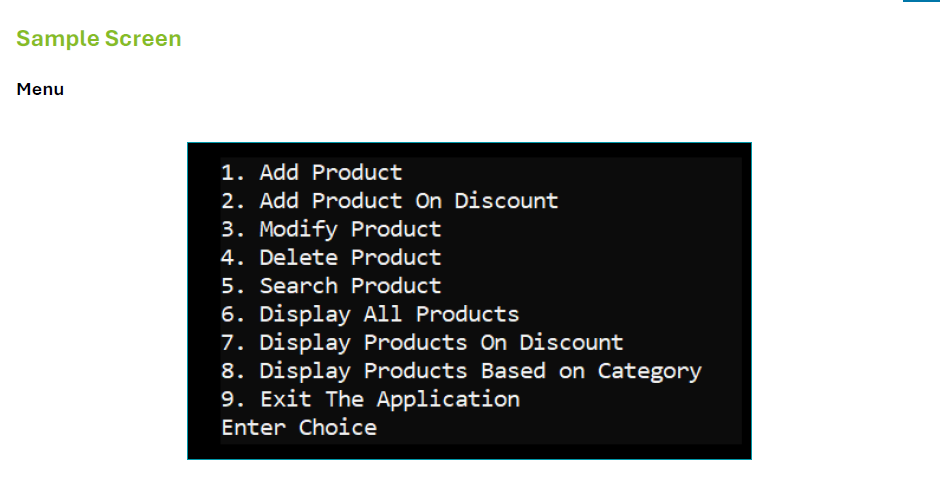 Sample Screen
Menu
1. Add Product
2. Add Product On Discount
3. Modify Product
4. Delete Product
5. Search Product
6. Display All Products
7. Display Products On Discount
8. Display Products Based on Category
9. Exit The Application
Enter Choice